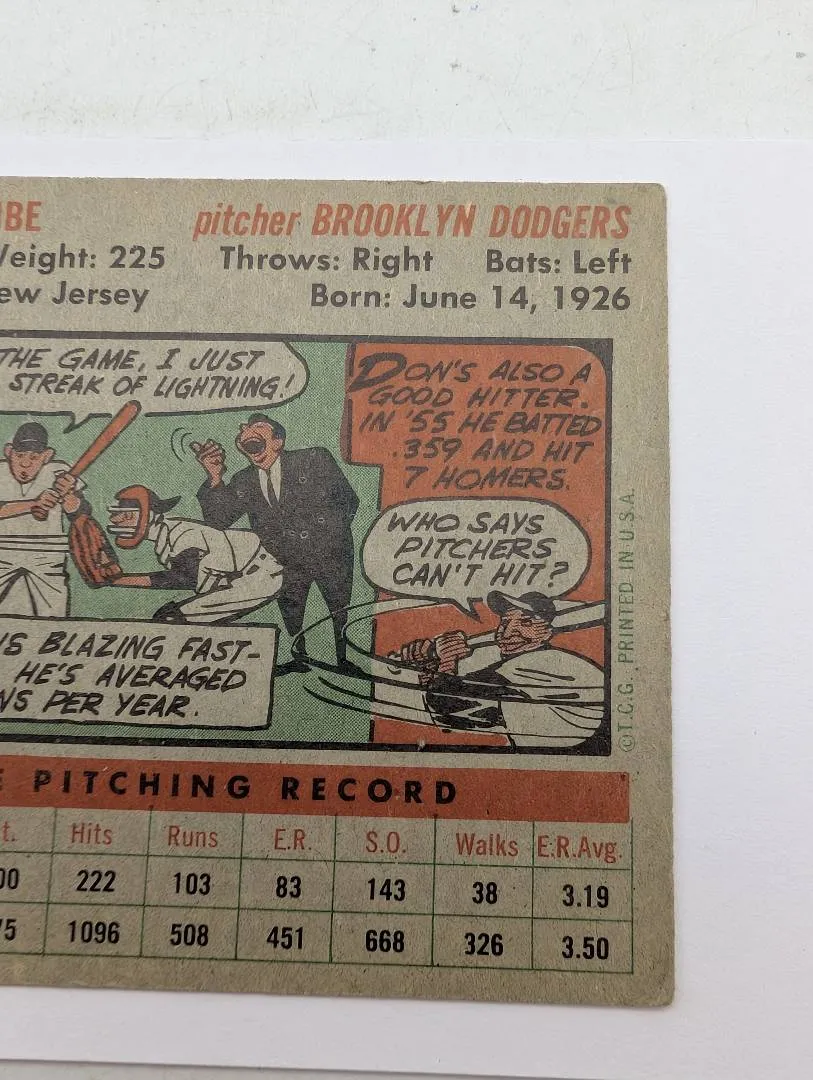 OBE pitcher BROOKLYN DODGERS
Weight: 225 Throws: Right Bats: Left
ew Jersey Born: June 14, 1926
THE GAME, I JUST
STREAK OF LIGHTNING!
DON'S ALSO A
GOOD HITTER.
IN '55 HE BATTED
.359 AND HIT
7 HOMERS.
WHO SAYS
PITCHERS
CAN'T HIT?
IS BLAZING FAST-
HE'S AVERAGED
NS PER YEAR.
©T.C.G. PRINTED IN U.S.A.
E PITCHING RECORD
t. Hits Runs E.R. S.O. Walks E.R.Avg.
00 222 103 83 143 38 3.19
75 1096 508 451 668 326 3.50